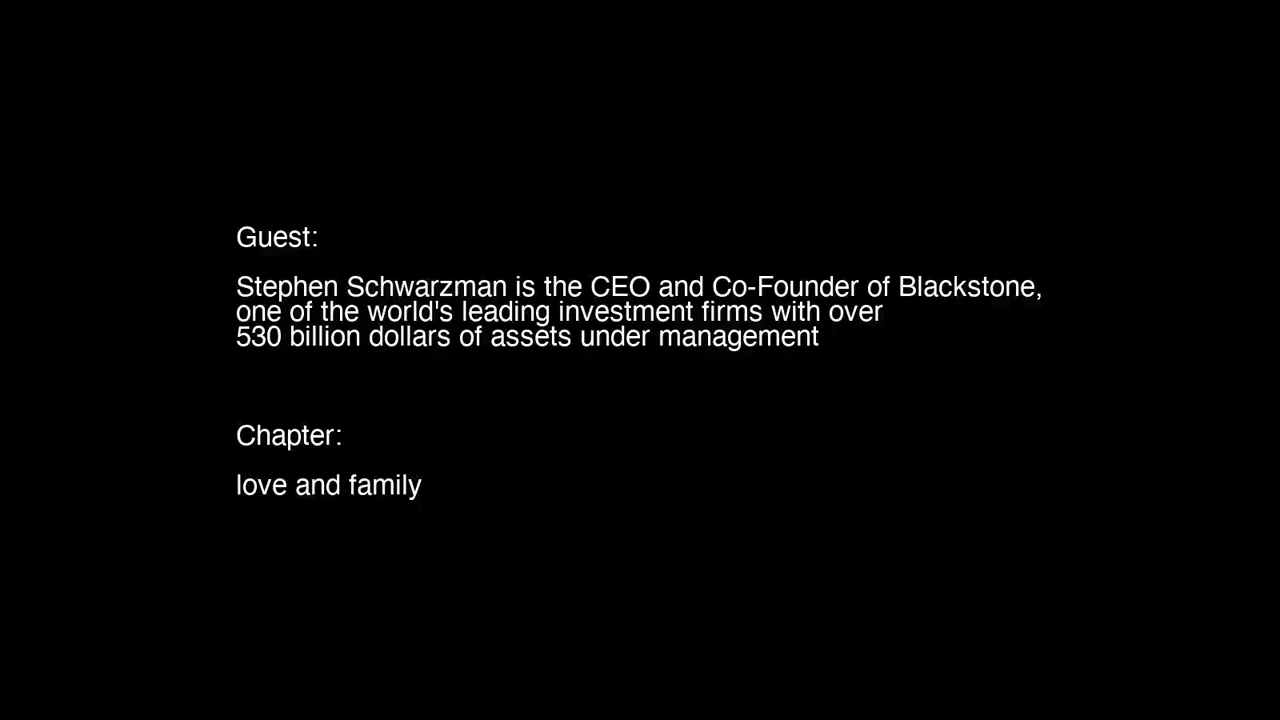 Guest:
Stephen Schwarzman is the CEO and Co-Founder of Blackstone,
one of the world's leading investment firms with over
530 billion dollars of assets under management
Chapter:
love and family